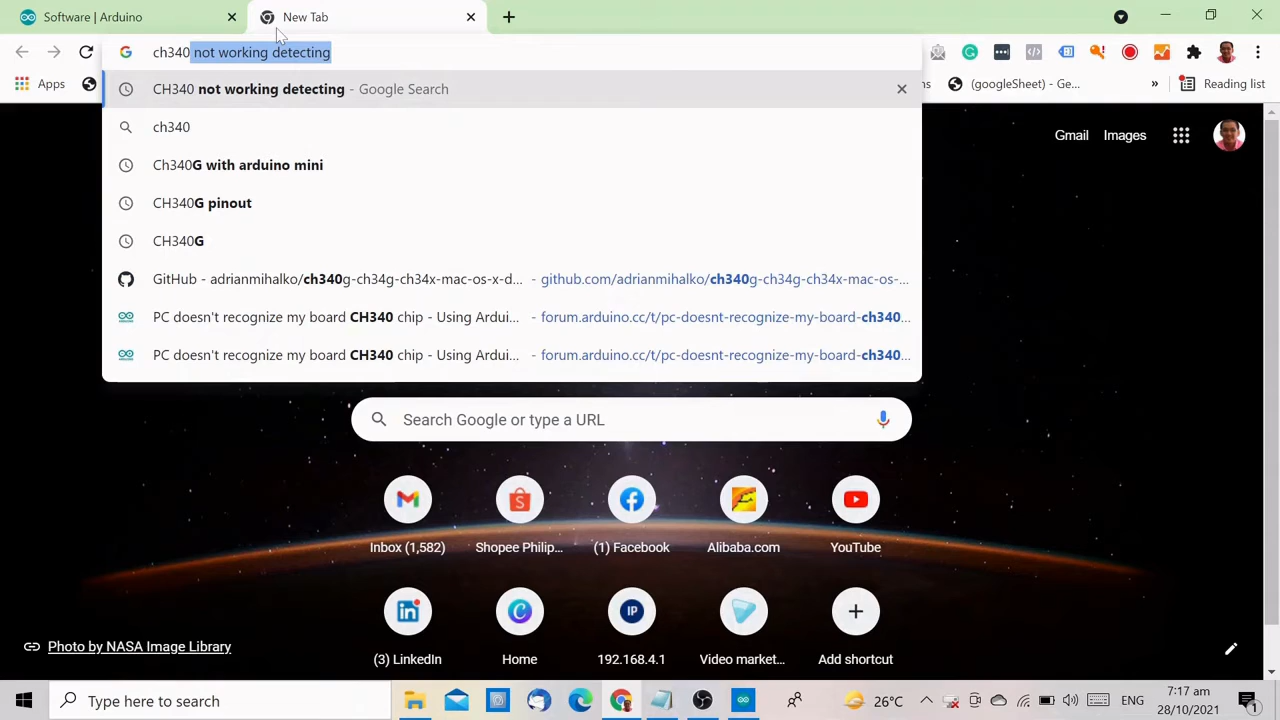 Software | Arduino
New Tab
ch340 not working detecting
CH340 not working detecting - Google Search
ch340
Ch340G with arduino mini
CH340G pinout
CH340G
GitHub - adrianmihalko/ch340g-ch34g-ch34x-mac-os-x-d... - github.com/adrianmihalko/ch340g-ch34g-ch34x-mac-os-...
PC doesn't recognize my board CH340 chip - Using Ardui... - forum.arduino.cc/t/pc-doesnt-recognize-my-board-ch340...
PC doesn't recognize my board CH340 chip - Using Ardui... - forum.arduino.cc/t/pc-doesnt-recognize-my-board-ch340...
Apps
(googleSheet) - Ge...
»
Reading list
Gmail Images
Search Google or type a URL
Inbox (1,582)
Shopee Philip...
(1) Facebook
Alibaba.com
YouTube
IP
(3) LinkedIn
Home
192.168.4.1
Video market...
Add shortcut
Photo by NASA Image Library
Type here to search
26°C
ENG
7:17 am
28/10/2021
1